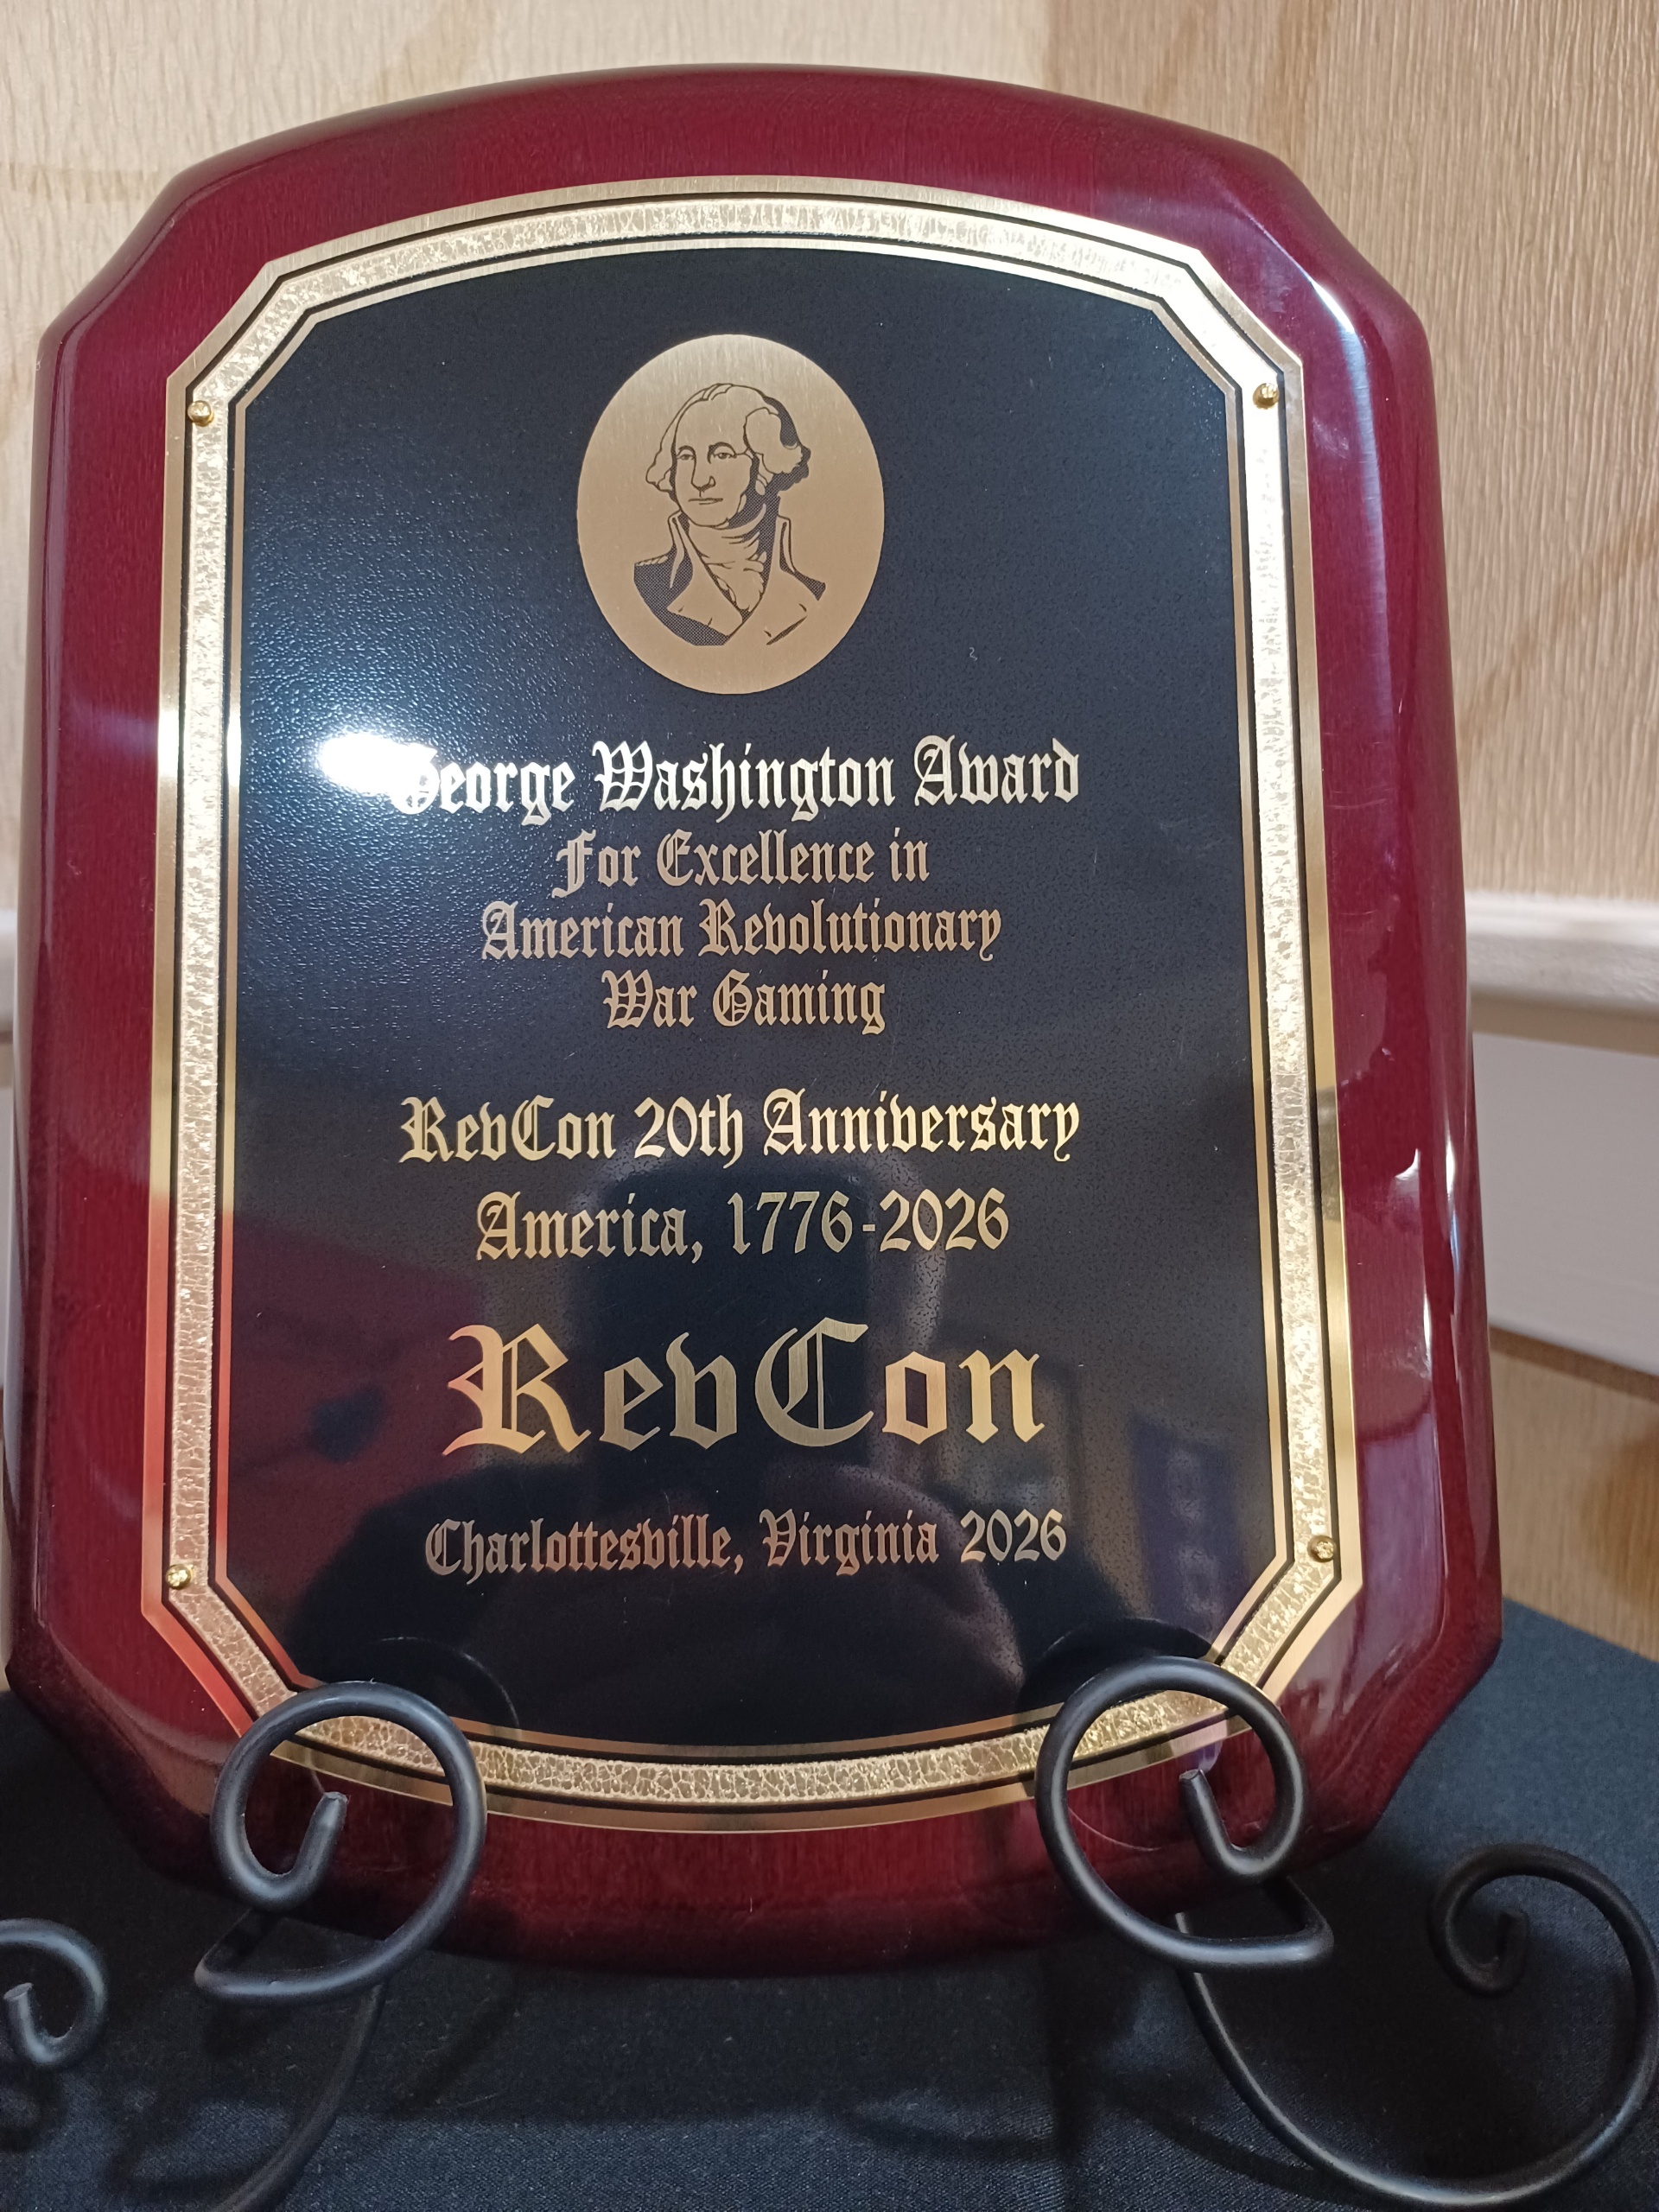 George Washington Award
For Excellence in
American Revolutionary
War Gaming
RevCon 20th Anniversary
America, 1776-2026
RevCon
Charlottesville, Virginia 2026